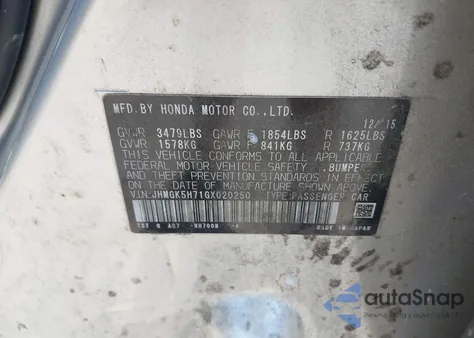 MFD.BY HONDA MOTOR CO.,LTD.
12/15
GVWR 3479LBS GAWR F 1854LBS R 1625LBS
GVWR 1578KG GAWR F 841KG R 737KG
THIS VEHICLE CONFORMS TO ALL APPLICABLE
FEDERAL MOTOR VEHICLE SAFETY, BUMPER,
AND THEFT PREVENTION STANDARDS IN EFFECT
ON THE DATE OF MANUFACTURE SHOWN ABOVE.
VIN:JHMGK5H71GX020250 TYPE:PASSENGER CAR
MADE IN JAPAN
autaSnap